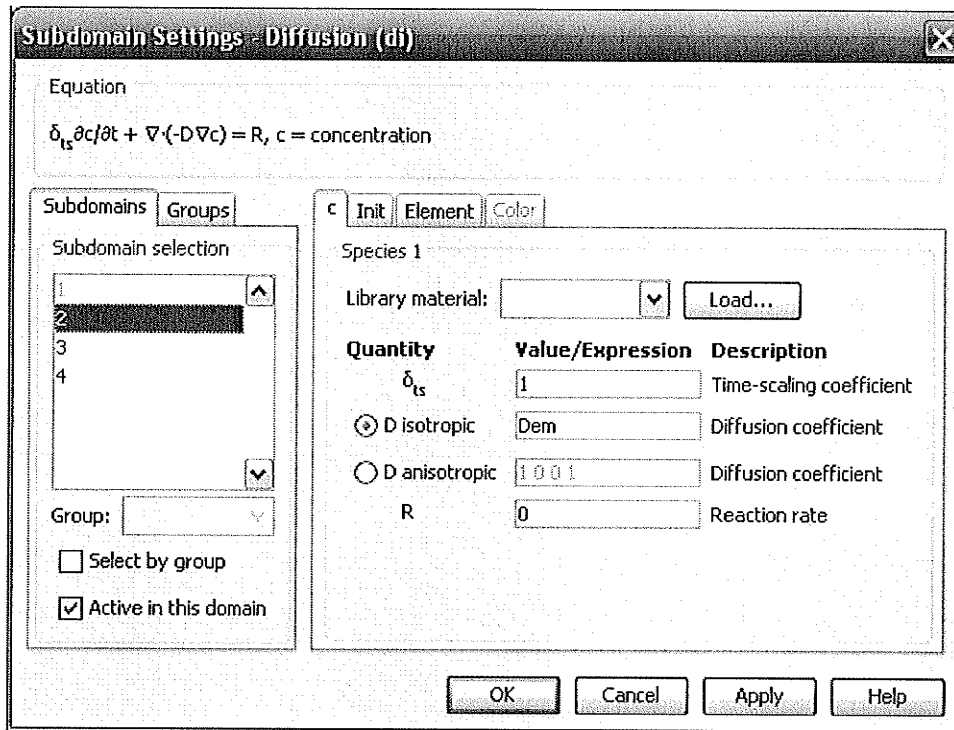 Subdomain Settings - Diffusion (di)
Equation
δts ∂c/∂t + ∇·(-D∇c) = R, c = concentration
Subdomains Groups
c Init Element Color
Subdomain selection
1
2
3
4
Group:
Select by group
Active in this domain
Species 1
Library material: Load...
Quantity Value/Expression Description
δts 1 Time-scaling coefficient
D isotropic Dem Diffusion coefficient
D anisotropic 1 0 0 1 Diffusion coefficient
R 0 Reaction rate
OK Cancel Apply Help